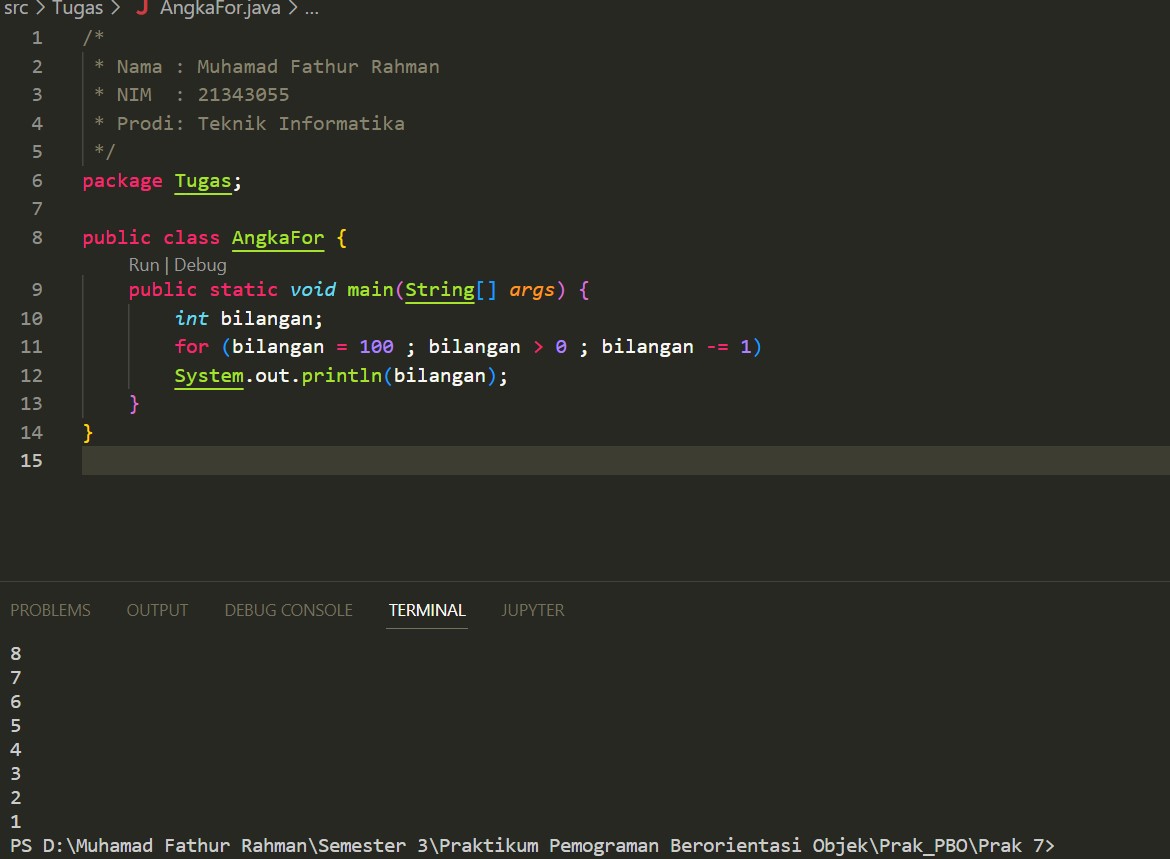 src > Tugas > J AngkaFor.java > ...
1 /*
2  * Nama : Muhamad Fathur Rahman
3  * NIM  : 21343055
4  * Prodi: Teknik Informatika
5  */
6 package Tugas;
7
8 public class AngkaFor {
Run | Debug
9     public static void main(String[] args) {
10         int bilangan;
11         for (bilangan = 100 ; bilangan > 0 ; bilangan -= 1)
12         System.out.println(bilangan);
13     }
14 }
15
PROBLEMS OUTPUT DEBUG CONSOLE TERMINAL JUPYTER
8
7
6
5
4
3
2
1
PS D:\Muhamad Fathur Rahman\Semester 3\Praktikum Pemograman Berorientasi Objek\Prak_PBO\Prak 7>